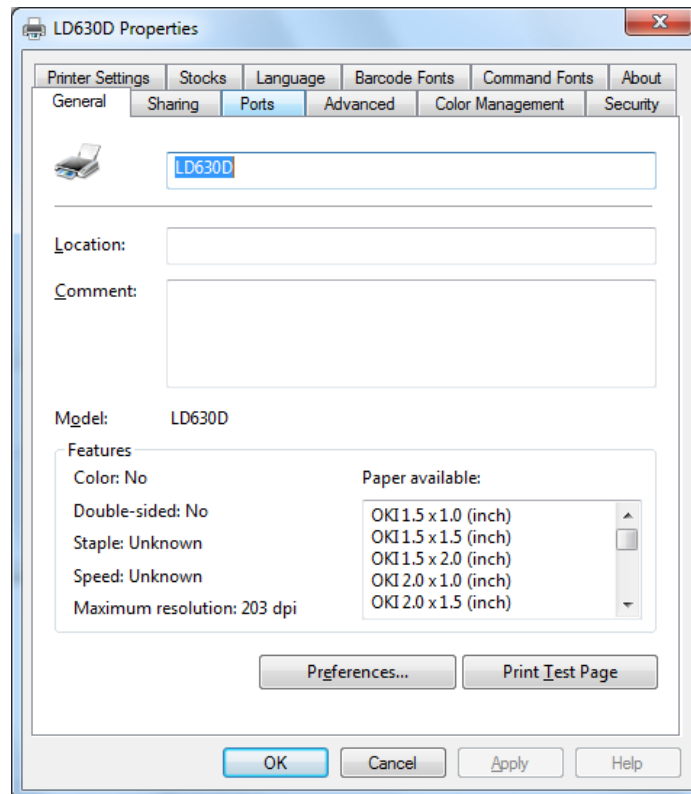 LD630D Properties
Printer Settings Stocks Language Barcode Fonts Command Fonts About
General Sharing Ports Advanced Color Management Security
LD630D
Location:
Comment:
Model: LD630D
Features
Color: No
Double-sided: No
Staple: Unknown
Speed: Unknown
Maximum resolution: 203 dpi
Paper available:
OKI 1.5 x 1.0 (inch)
OKI 1.5 x 1.5 (inch)
OKI 1.5 x 2.0 (inch)
OKI 2.0 x 1.0 (inch)
OKI 2.0 x 1.5 (inch)
Preferences... Print Test Page
OK Cancel Apply Help